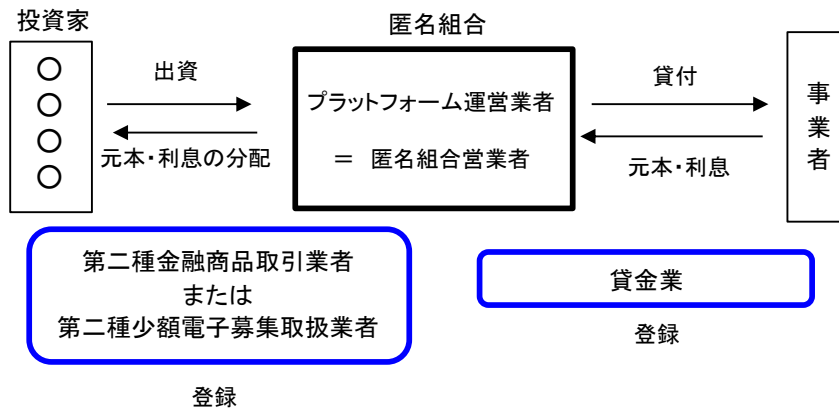 投資家
匿名組合
出資
貸付
プラットフォーム運営業者
＝ 匿名組合営業者
事業者
元本・利息の分配
元本・利息
第二種金融商品取引業者
または
第二種少額電子募集取扱業者
登録
貸金業
登録